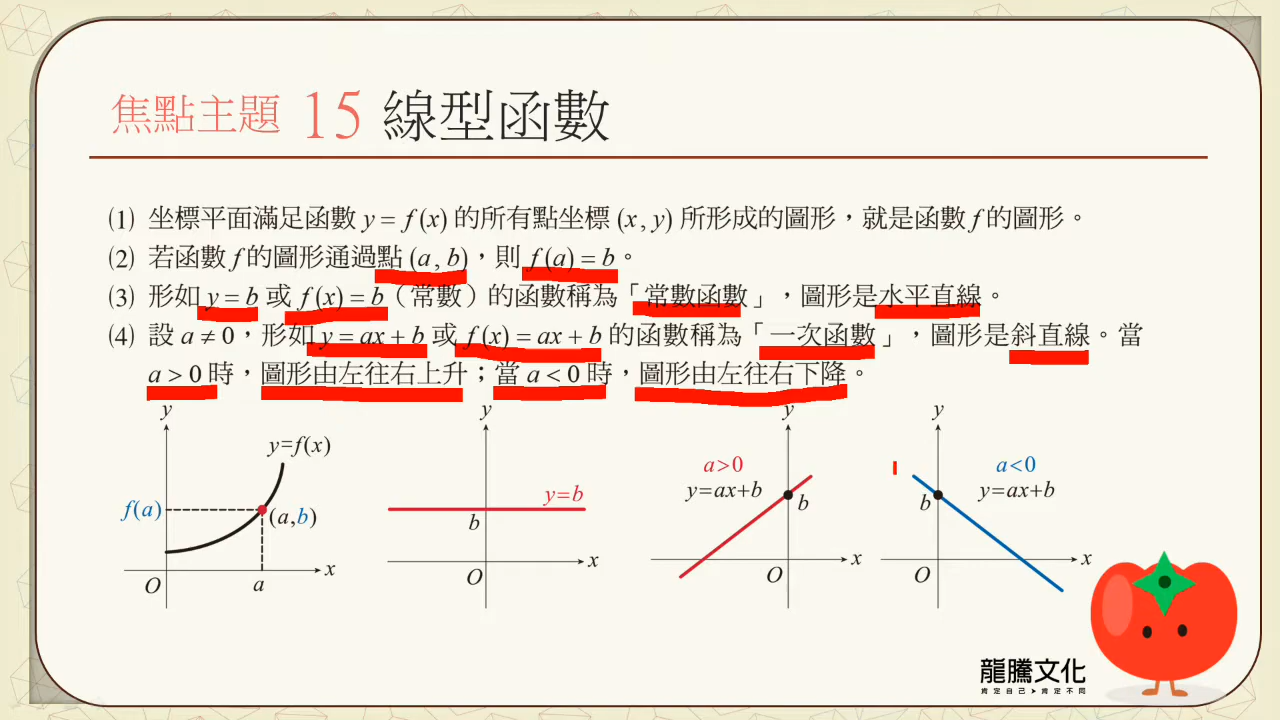 焦點主題 15 線型函數
(1) 坐標平面滿足函數 y = f (x) 的所有點坐標 (x , y) 所形成的圖形，就是函數 f 的圖形。
(2) 若函數 f 的圖形通過點 (a , b)，則 f (a) = b。
(3) 形如 y = b 或 f (x) = b（常數）的函數稱為「常數函數」，圖形是水平直線。
(4) 設 a ≠ 0，形如 y = ax + b 或 f (x) = ax + b 的函數稱為「一次函數」，圖形是斜直線。當
a > 0 時，圖形由左往右上升；當 a < 0 時，圖形由左往右下降。
y
y=f(x)
f(a)
(a,b)
O
a
x
y
y=b
b
O
x
y
a>0
y=ax+b
b
O
x
y
a<0
y=ax+b
b
O
x
龍騰文化
肯定自己➤肯定不同